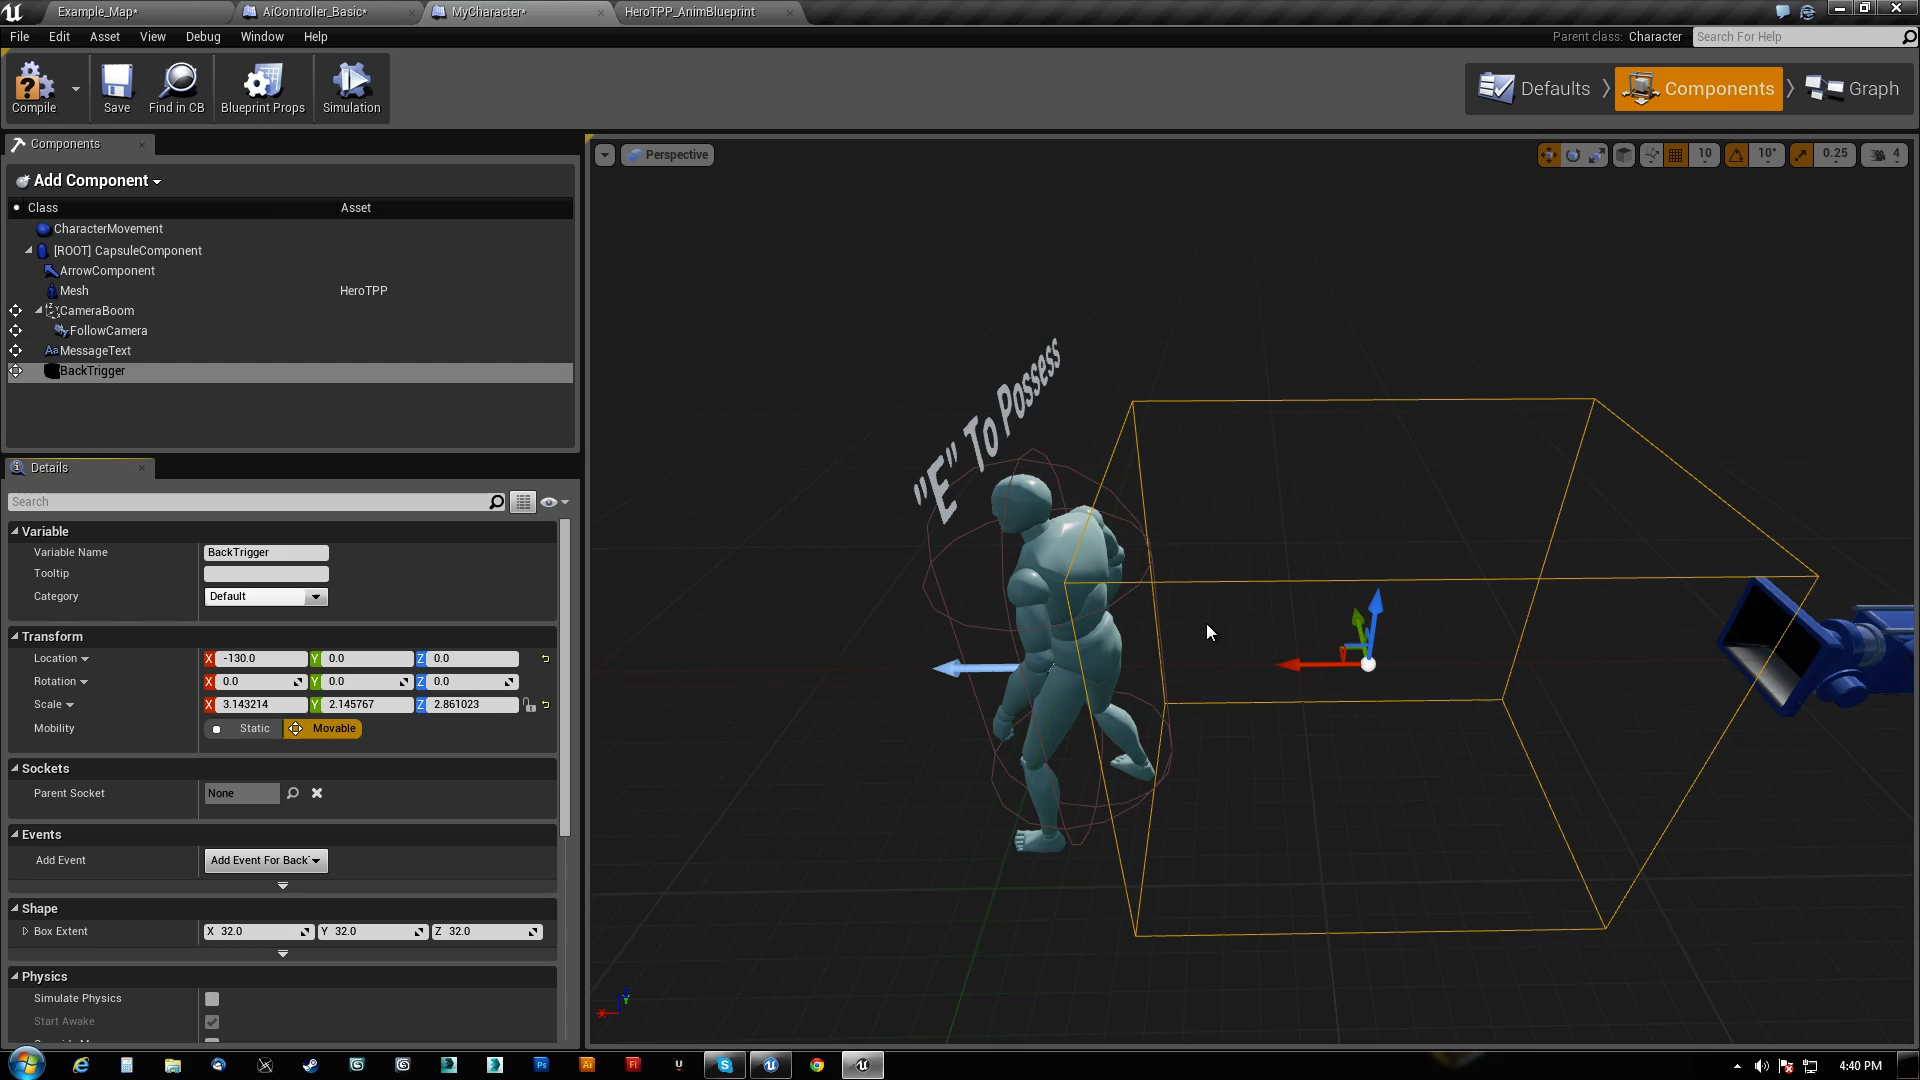 Example_Map*
AiController_Basic*
MyCharacter*
HeroTPP_AnimBlueprint
File Edit Asset View Debug Window Help
Parent class: Character
Search For Help
Compile
Save
Find in CB
Blueprint Props
Simulation
Defaults
Components
Graph
Components
Perspective
10
10°
0.25
4
Add Component
Class Asset
CharacterMovement
[ROOT] CapsuleComponent
ArrowComponent
Mesh HeroTPP
CameraBoom
FollowCamera
MessageText
BackTrigger
"E" To Possess
Details
Search
Variable
Variable Name BackTrigger
Tooltip
Category Default
Transform
Location X -130.0 Y 0.0 Z 0.0
Rotation X 0.0 Y 0.0 Z 0.0
Scale X 3.143214 Y 2.145767 Z 2.861023
Mobility Static Movable
Sockets
Parent Socket None
Events
Add Event Add Event For Back
Shape
Box Extent X 32.0 Y 32.0 Z 32.0
Physics
Simulate Physics
Start Awake
4:40 PM